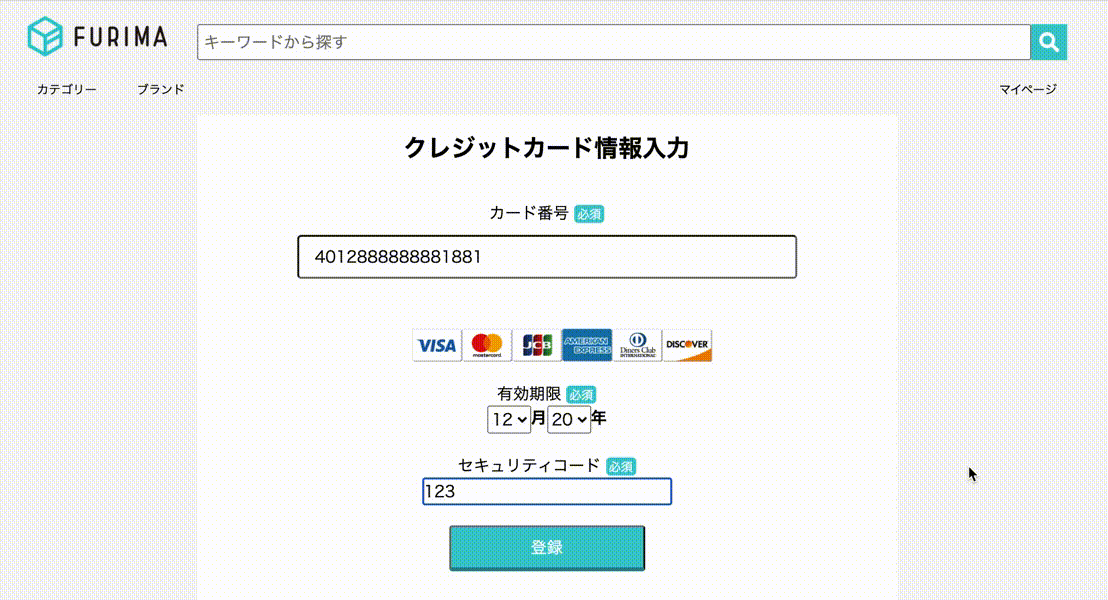 FURIMA
キーワードから探す
カテゴリー ブランド マイページ
クレジットカード情報入力
カード番号 必須
4012888888881881
VISA mastercard JCB AMERICAN EXPRESS Diners Club INTERNATIONAL DISCOVER
有効期限 必須
12 月 20 年
セキュリティコード 必須
123
登録